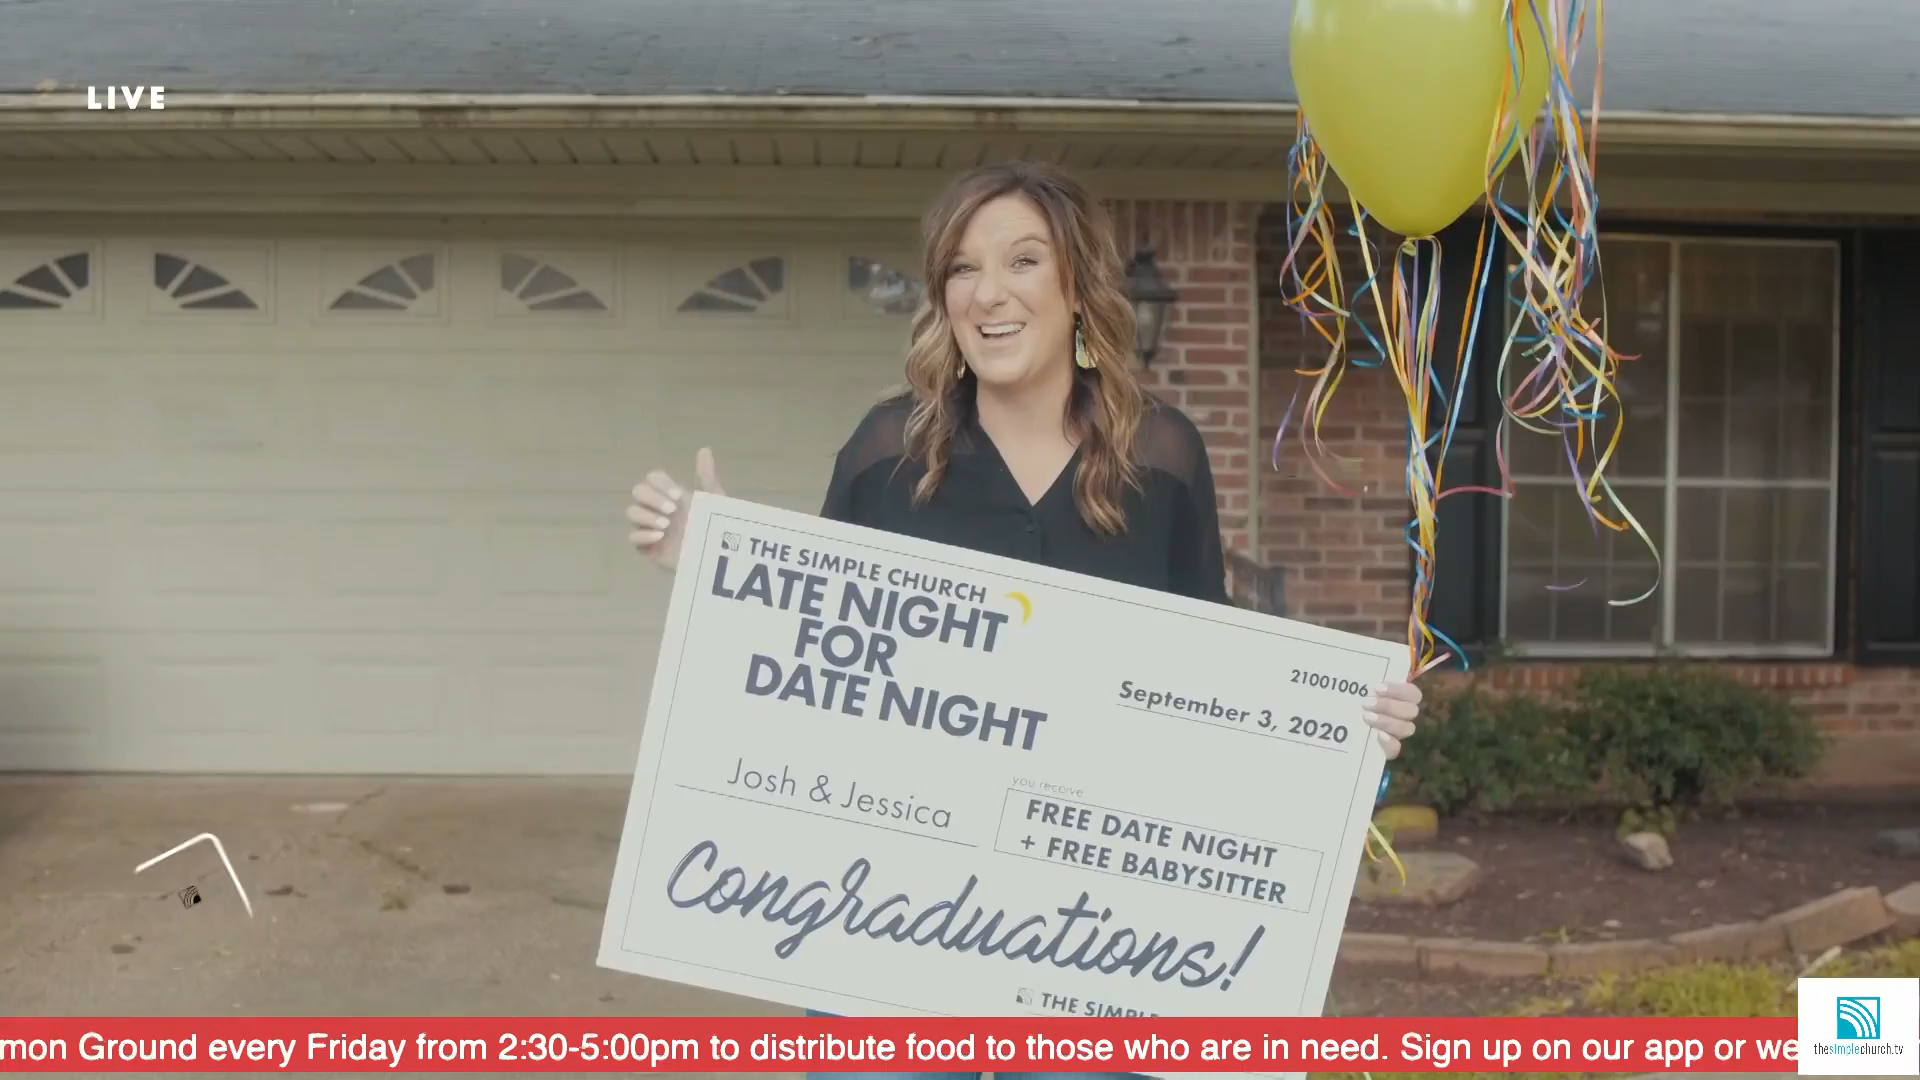 LIVE
THE SIMPLE CHURCH
LATE NIGHT
FOR
DATE NIGHT
21001006
September 3, 2020
Josh & Jessica
you receive
FREE DATE NIGHT
+ FREE BABYSITTER
Congraduations!
THE SIMPLE
mon Ground every Friday from 2:30-5:00pm to distribute food to those who are in need. Sign up on our app or we
thesimplechurch.tv